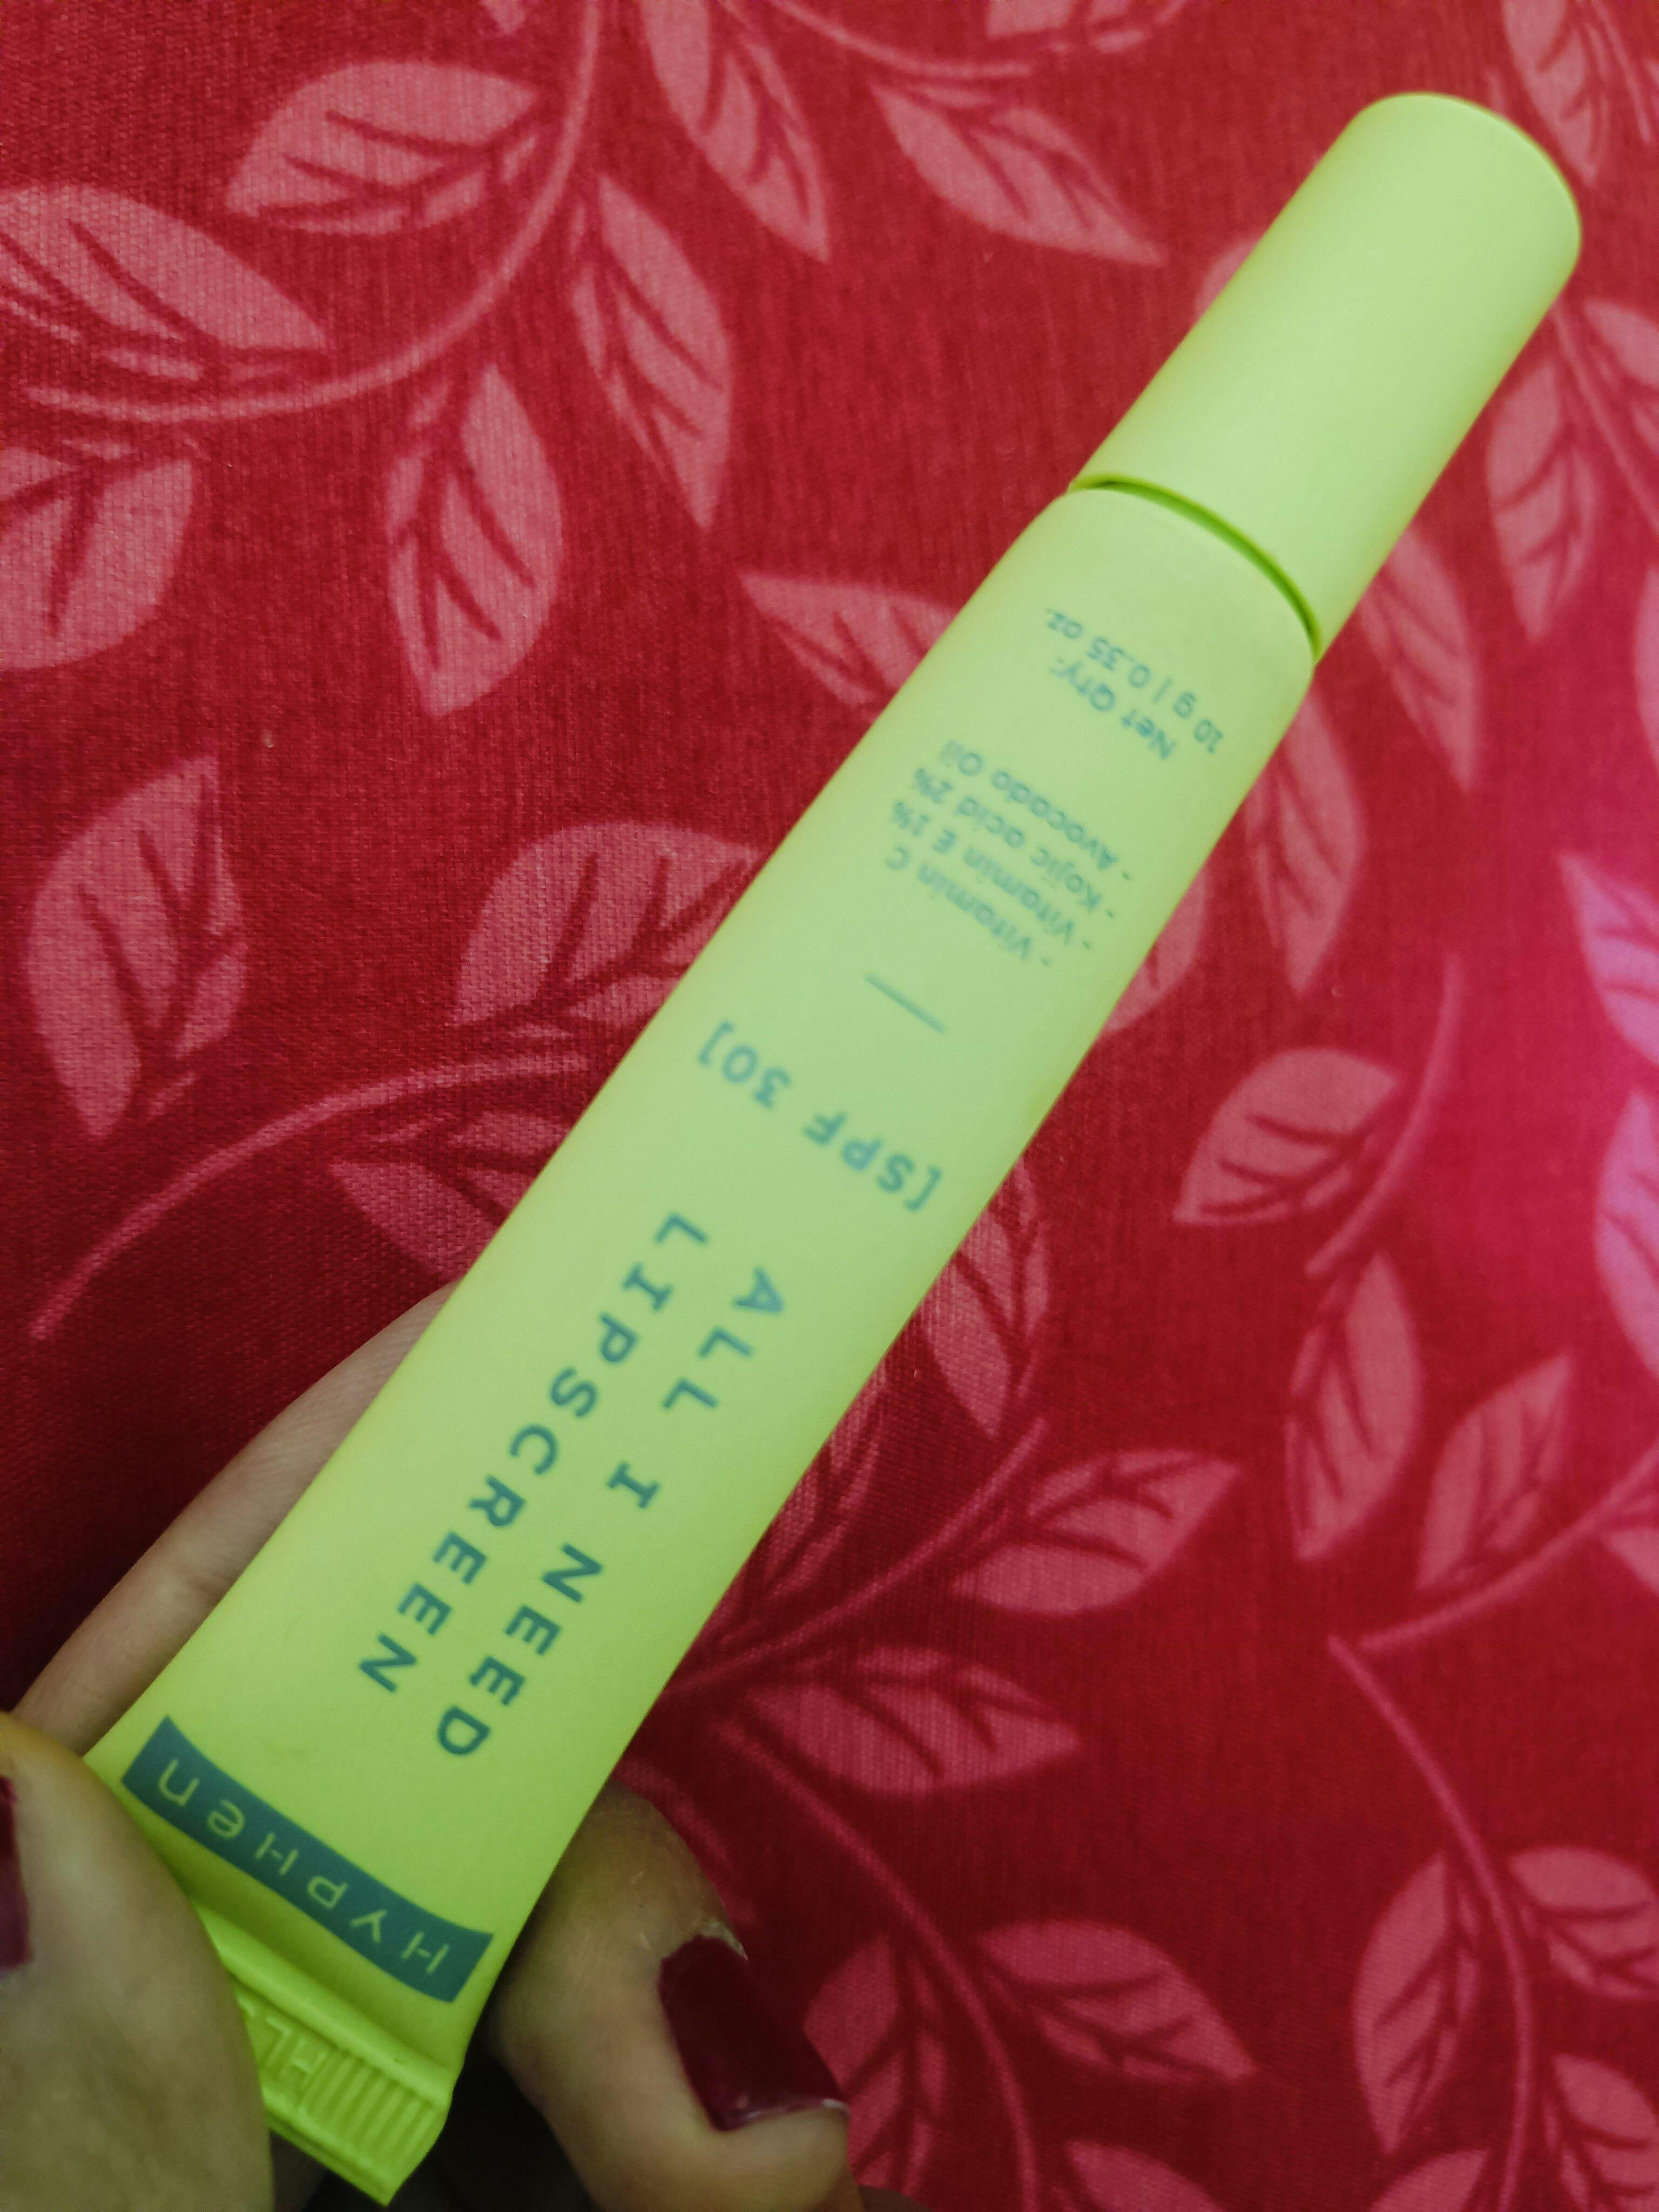 HYPHEN
ALL I NEED
LIPSCREEN
[SPF 30]
- Vitamin C
- Vitamin E 1%
- Kojic acid 2%
- Avocado Oil
Net Qty:
10 g | 0.35 oz.